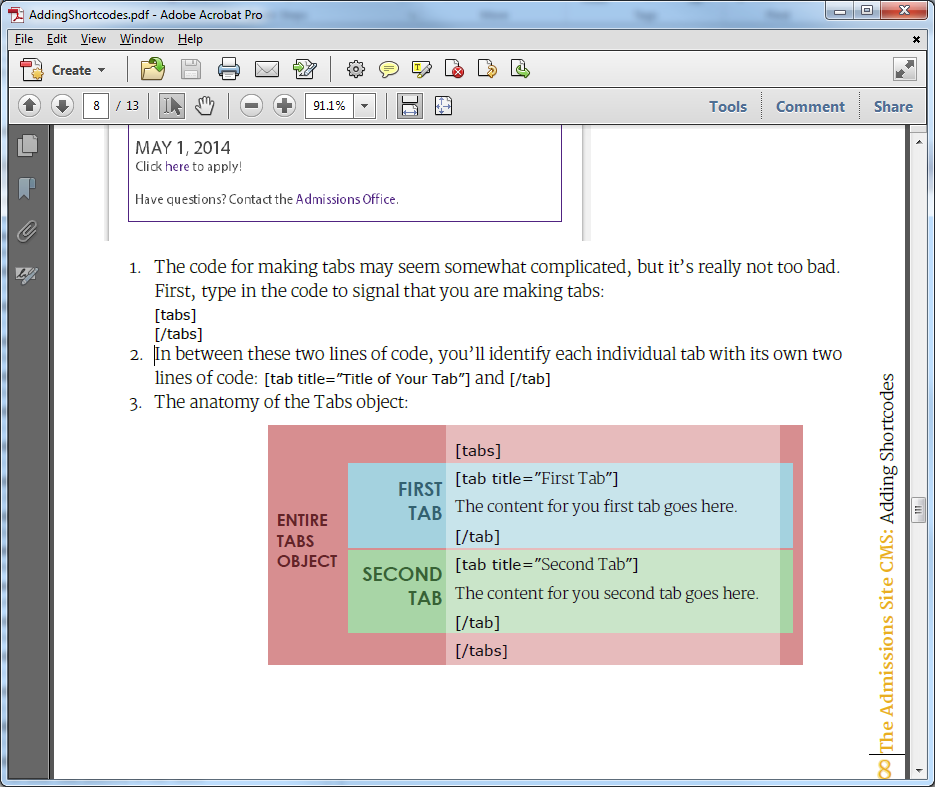 AddingShortcodes.pdf - Adobe Acrobat Pro
File Edit View Window Help
Create
8 / 13 91.1% Tools Comment Share
MAY 1, 2014
Click here to apply!
Have questions? Contact the Admissions Office.
1. The code for making tabs may seem somewhat complicated, but it’s really not too bad.
First, type in the code to signal that you are making tabs:
[tabs]
[/tabs]
2. In between these two lines of code, you’ll identify each individual tab with its own two
lines of code: [tab title=”Title of Your Tab”] and [/tab]
3. The anatomy of the Tabs object:
ENTIRE
TABS
OBJECT
[tabs]
FIRST
TAB
[tab title=”First Tab”]
The content for you first tab goes here.
[/tab]
SECOND
TAB
[tab title=”Second Tab”]
The content for you second tab goes here.
[/tab]
[/tabs]
8 The Admissions Site CMS: Adding Shortcodes